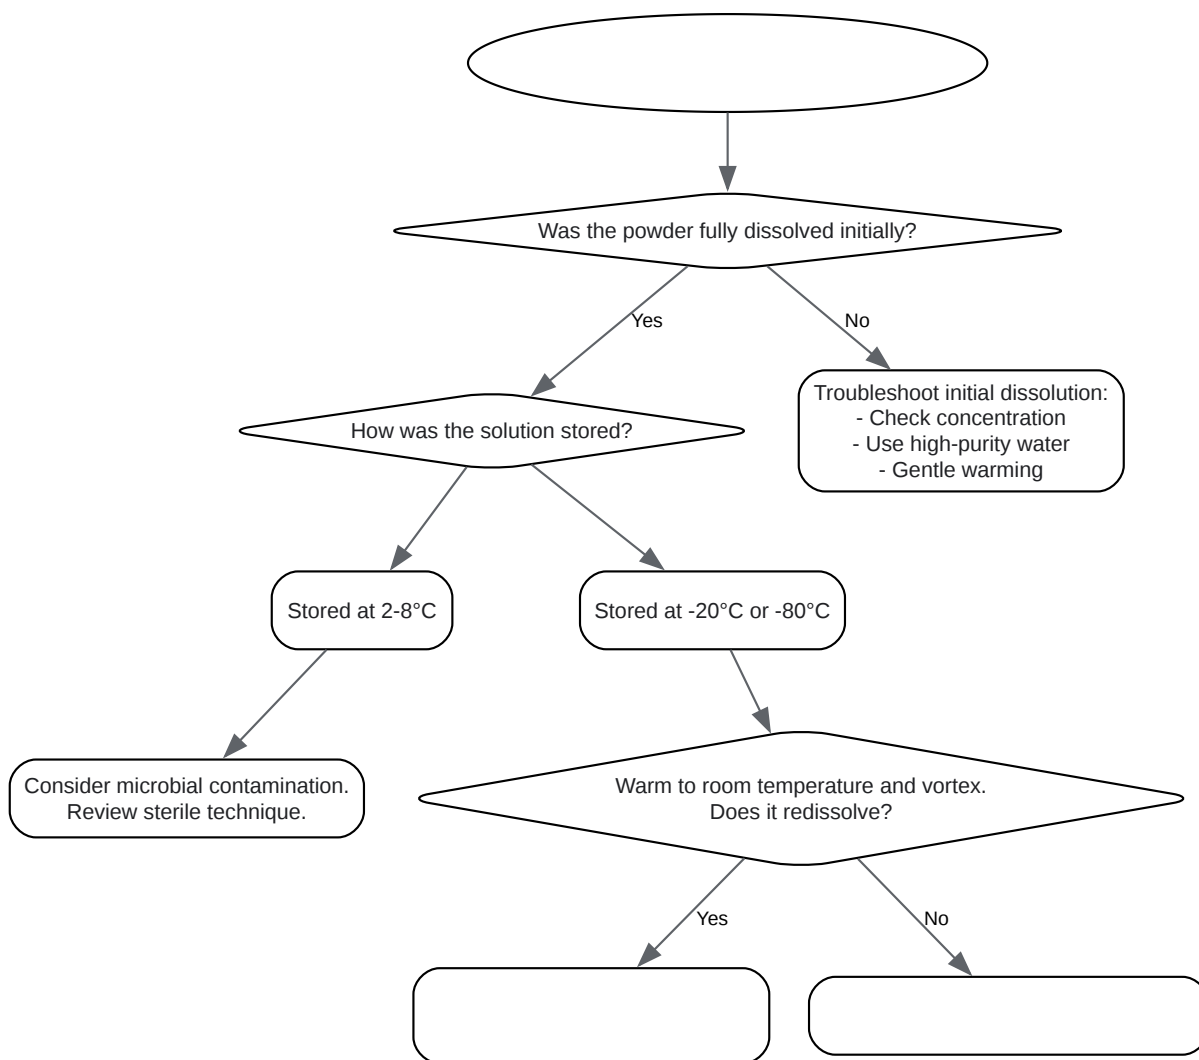 Was the powder fully dissolved initially?
Yes
No
Troubleshoot initial dissolution:
- Check concentration
- Use high-purity water
- Gentle warming
How was the solution stored?
Stored at 2-8°C
Stored at -20°C or -80°C
Consider microbial contamination.
Review sterile technique.
Warm to room temperature and vortex.
Does it redissolve?
Yes
No